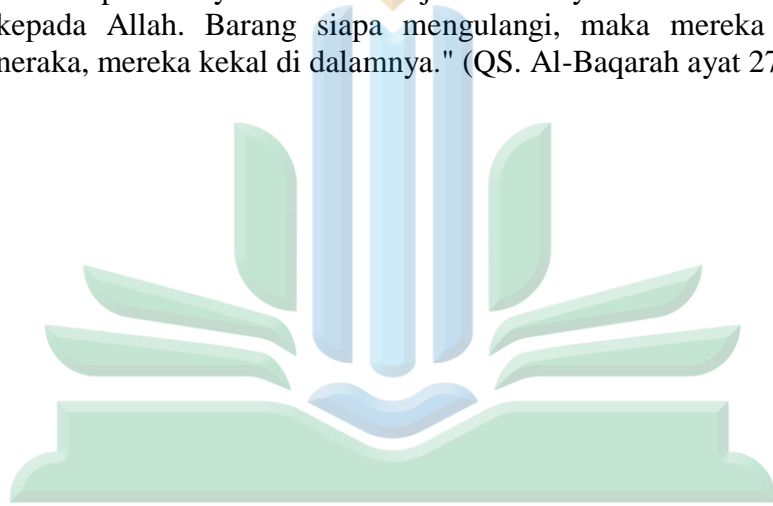 kepada Allah. Barang siapa mengulangi, maka mereka
neraka, mereka kekal di dalamnya." (QS. Al-Baqarah ayat 27